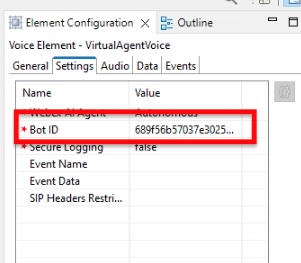 Element Configuration
Outline
Voice Element - VirtualAgentVoice
General Settings Audio Data Events
Name Value
* Webex AI Agent Autonomous
* Bot ID 689f56b57037e3025...
* Secure Logging false
Event Name
Event Data
SIP Headers Restri...